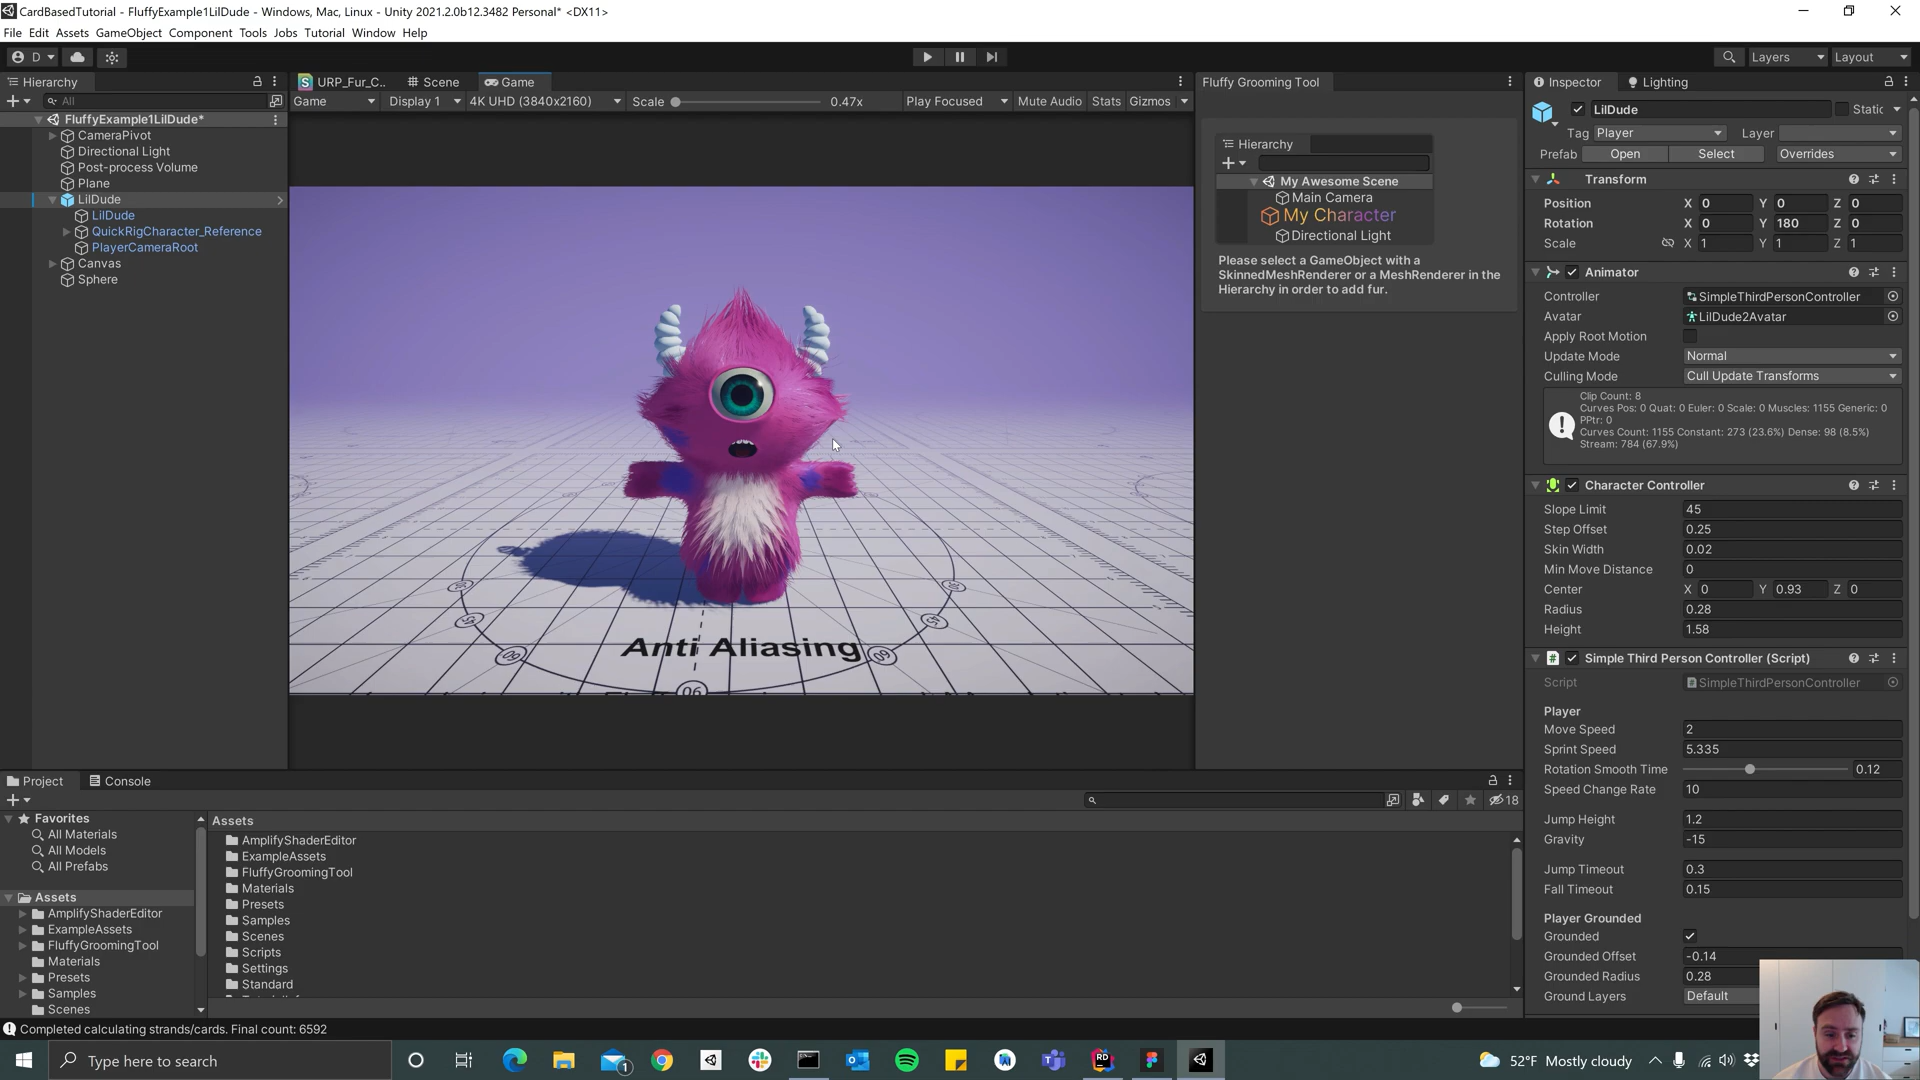 CardBasedTutorial - FluffyExample1LilDude - Windows, Mac, Linux - Unity 2021.2.0b12.3482 Personal* <DX11>
File Edit Assets GameObject Component Tools Jobs Tutorial Window Help
D
Layers Layout
Hierarchy
All
FluffyExample1LilDude*
CameraPivot
Directional Light
Post-process Volume
Plane
LilDude
LilDude
QuickRigCharacter_Reference
PlayerCameraRoot
Canvas
Sphere
URP_Fur_C.. Scene Game
Game Display 1 4K UHD (3840x2160) Scale 0.47x Play Focused Mute Audio Stats Gizmos
Anti Aliasing
60
Fluffy Grooming Tool
Hierarchy
My Awesome Scene
Main Camera
My Character
Directional Light
Please select a GameObject with a
SkinnedMeshRenderer or a MeshRenderer in the
Hierarchy in order to add fur.
Inspector Lighting
LilDude Static
Tag Player Layer
Prefab Open Select Overrides
Transform
Position X 0 Y 0 Z 0
Rotation X 0 Y 180 Z 0
Scale X 1 Y 1 Z 1
Animator
Controller SimpleThirdPersonController
Avatar LilDude2Avatar
Apply Root Motion
Update Mode Normal
Culling Mode Cull Update Transforms
Clip Count: 8
Curves Pos: 0 Quat: 0 Euler: 0 Scale: 0 Muscles: 1155 Generic: 0
PPtr: 0
Curves Count: 1155 Constant: 273 (23.6%) Dense: 98 (8.5%)
Stream: 784 (67.9%)
Character Controller
Slope Limit 45
Step Offset 0.25
Skin Width 0.02
Min Move Distance 0
Center X 0 Y 0.93 Z 0
Radius 0.28
Height 1.58
Simple Third Person Controller (Script)
Script SimpleThirdPersonController
Player
Move Speed 2
Sprint Speed 5.335
Rotation Smooth Time 0.12
Speed Change Rate 10
Jump Height 1.2
Gravity -15
Jump Timeout 0.3
Fall Timeout 0.15
Player Grounded
Grounded
Grounded Offset -0.14
Grounded Radius 0.28
Ground Layers Default
Project Console
18
Favorites
All Materials
All Models
All Prefabs
Assets
AmplifyShaderEditor
ExampleAssets
FluffyGroomingTool
Materials
Presets
Samples
Scenes
Assets
AmplifyShaderEditor
ExampleAssets
FluffyGroomingTool
Materials
Presets
Samples
Scenes
Scripts
Settings
Standard
Completed calculating strands/cards. Final count: 6592
Type here to search
1
RD
52°F Mostly cloudy